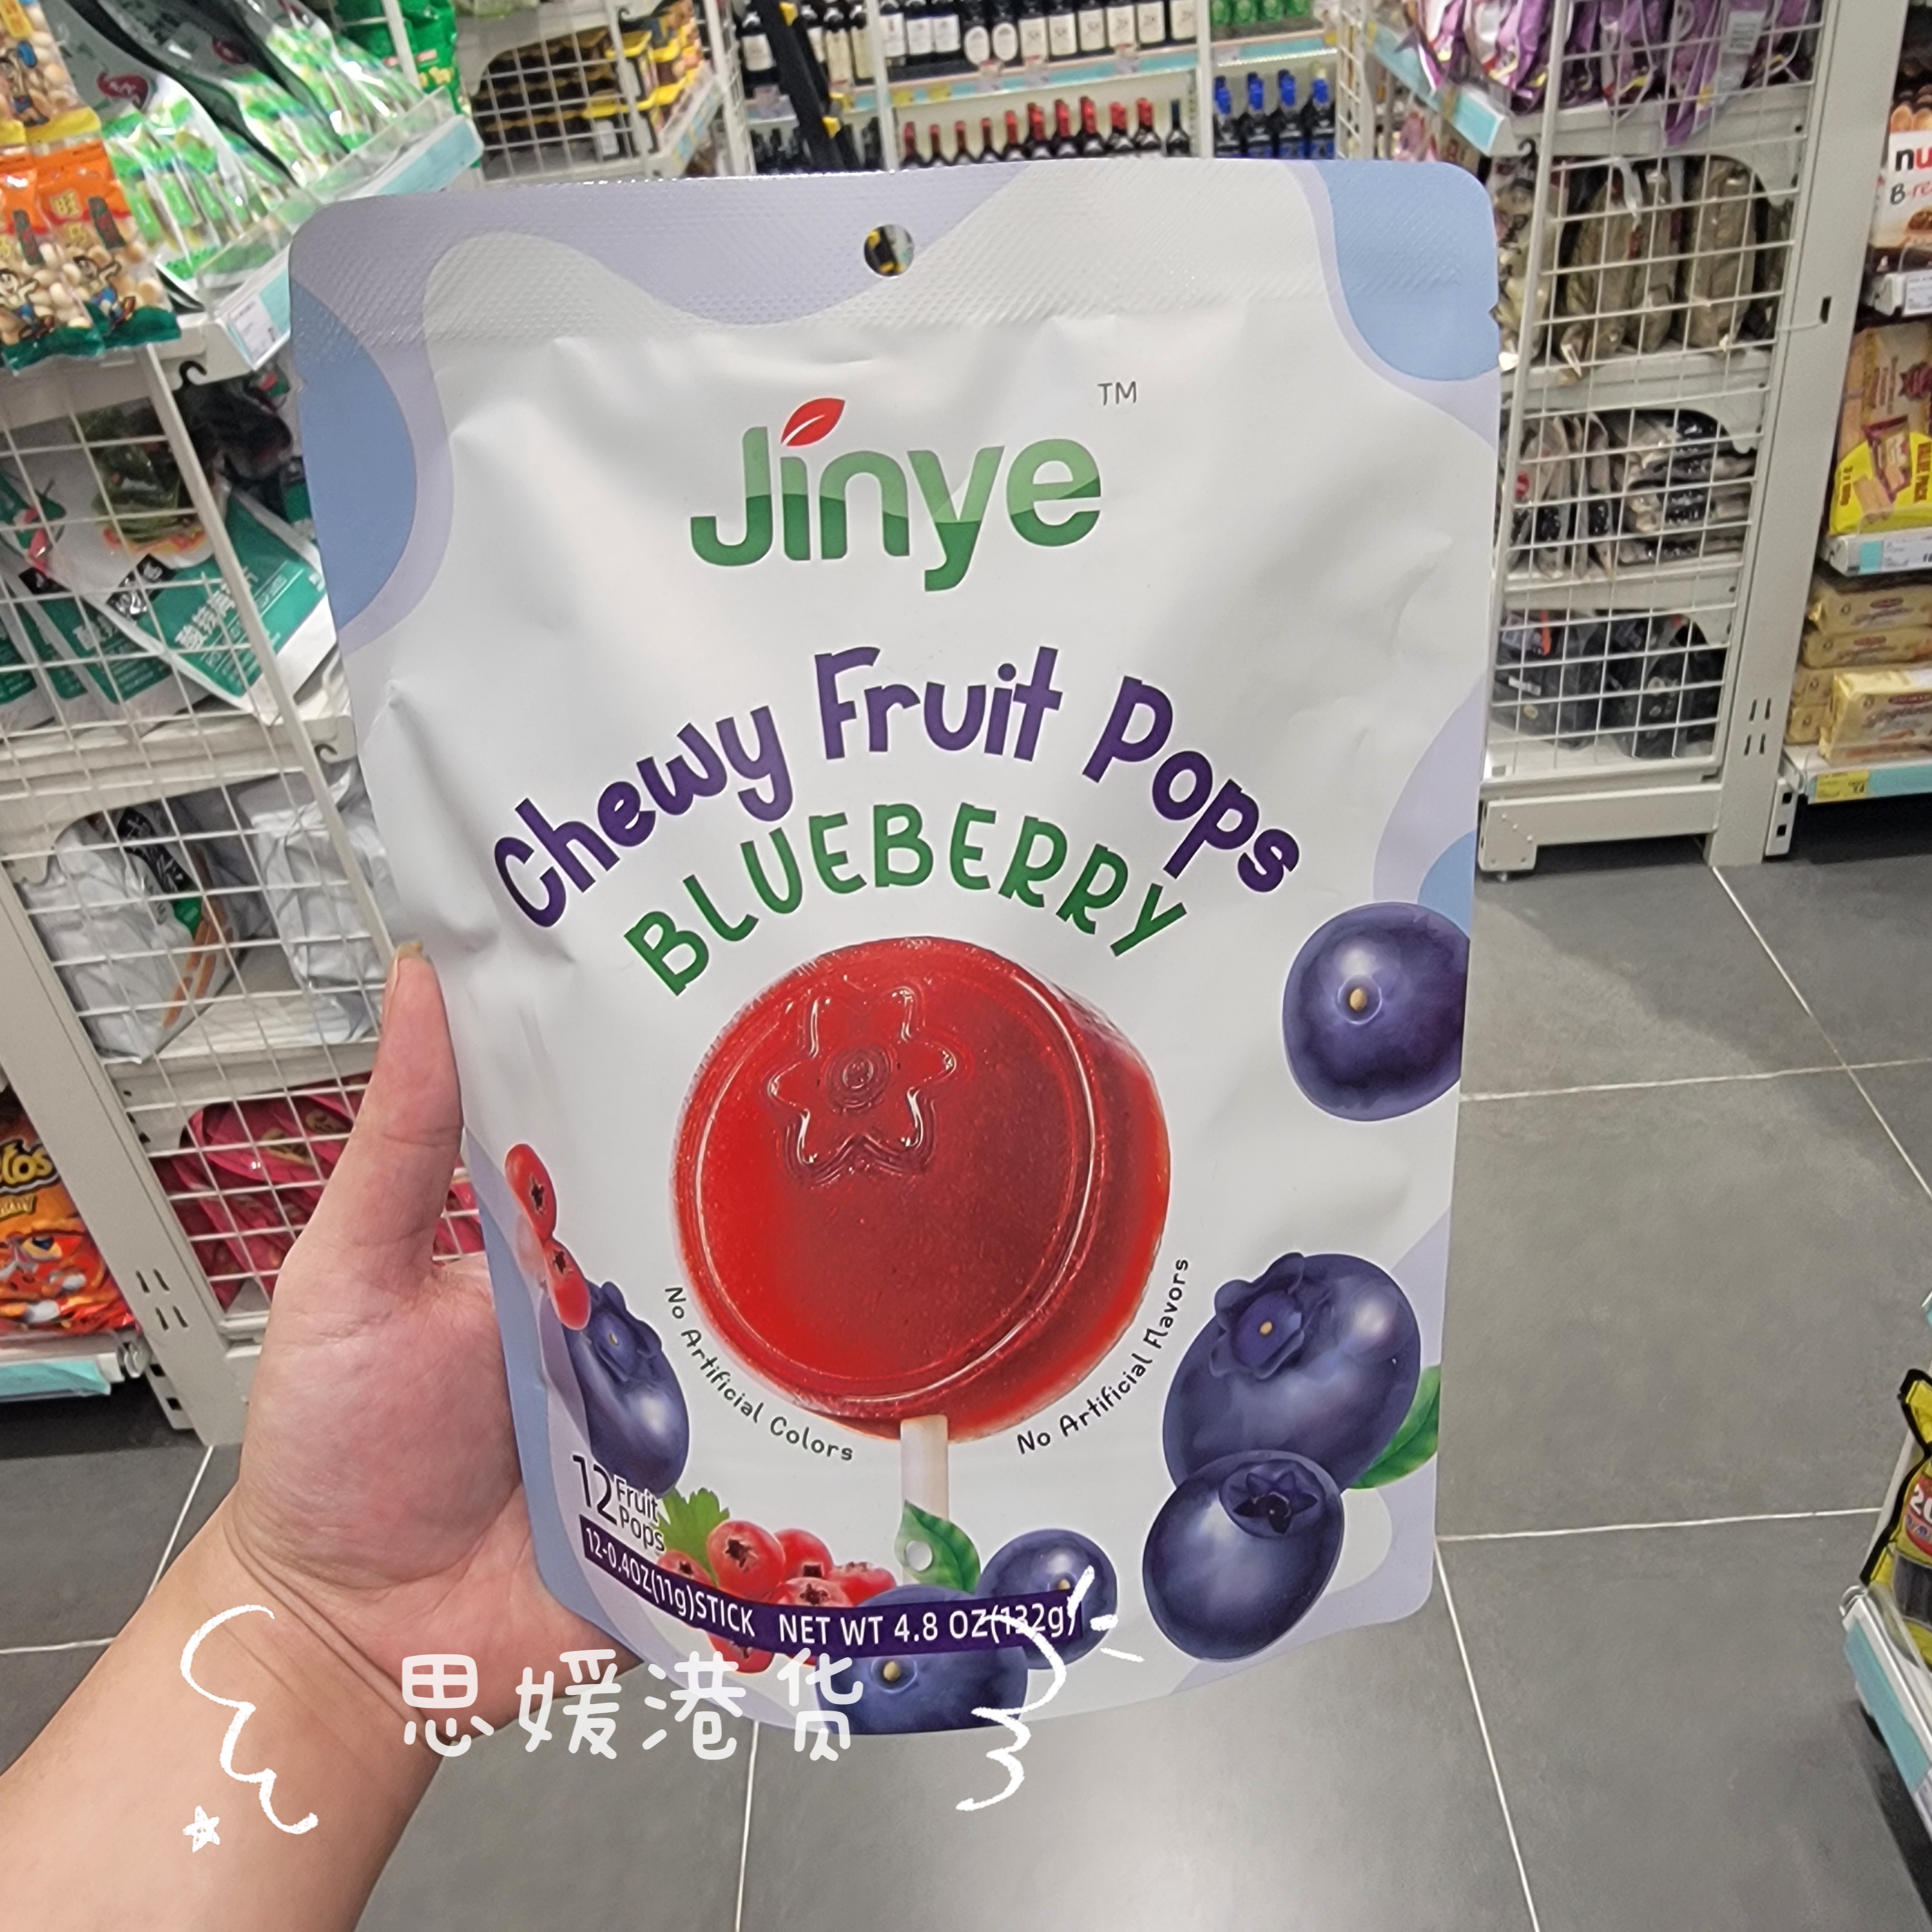 Jinye
TM
Chewy Fruit Pops
BLUEBERRY
No Artificial Colors
No Artificial Flavors
12 Fruit Pops
12-0.4OZ(11g)STICK NET WT 4.8 OZ(132g)
思媛港货